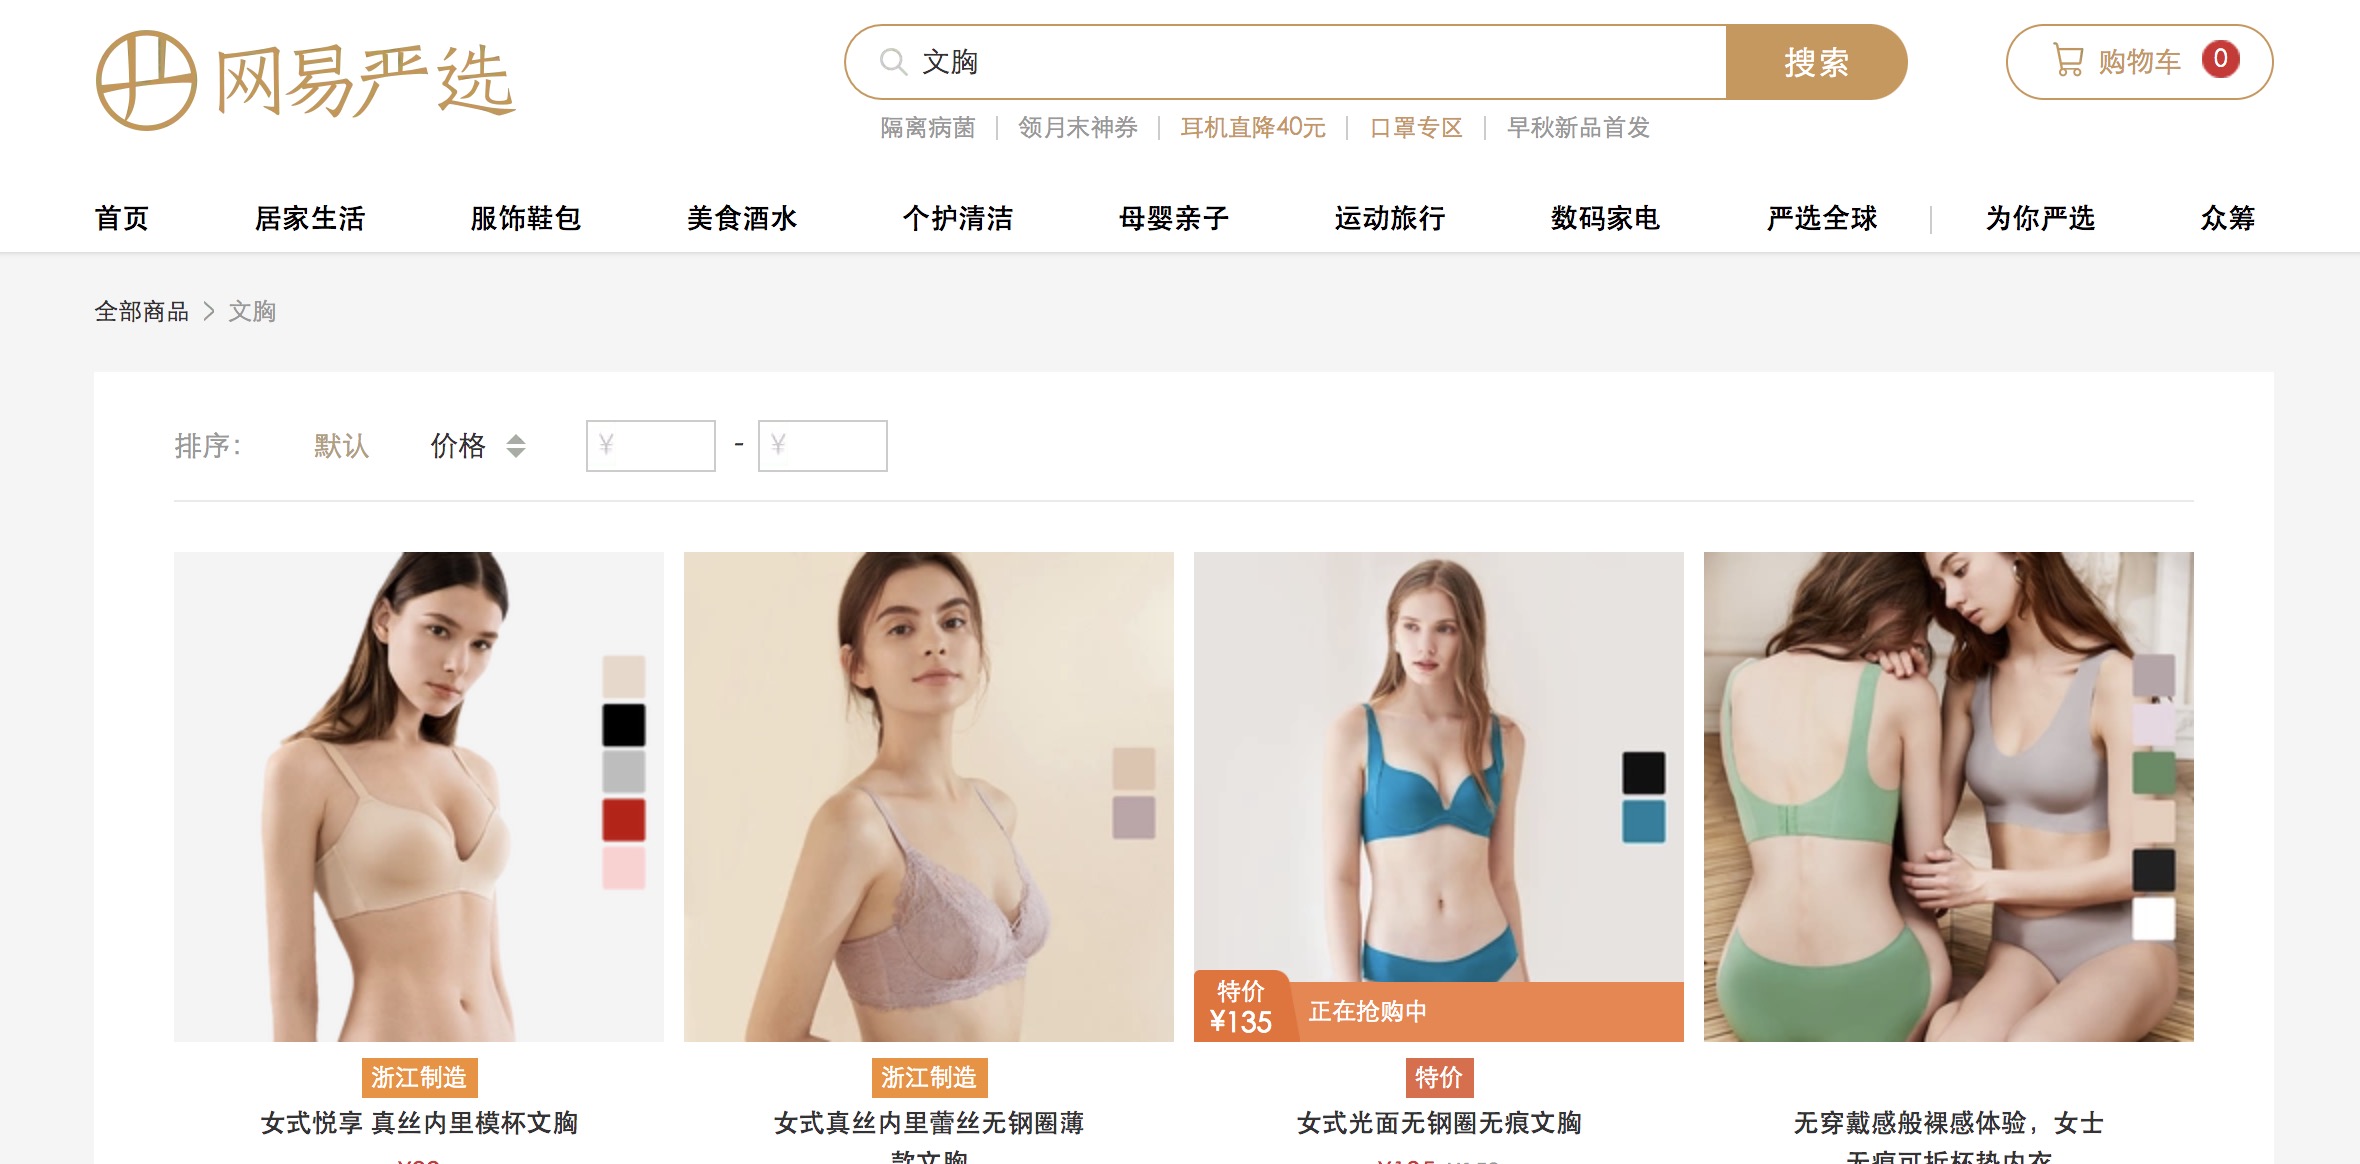 网易严选
文胸
搜索
购物车 0
隔离病菌 | 领月末神券 | 耳机直降40元 | 口罩专区 | 早秋新品首发
首页 居家生活 服饰鞋包 美食酒水 个护清洁 母婴亲子 运动旅行 数码家电 严选全球 | 为你严选 众筹
全部商品 > 文胸
排序: 默认 价格 ¥ - ¥
特价
¥135
正在抢购中
浙江制造
女式悦享 真丝内里模杯文胸
浙江制造
女式真丝内里蕾丝无钢圈薄
款文胸
特价
女式光面无钢圈无痕文胸
无穿戴感般裸感体验，女士
无痕可拆杯垫内衣